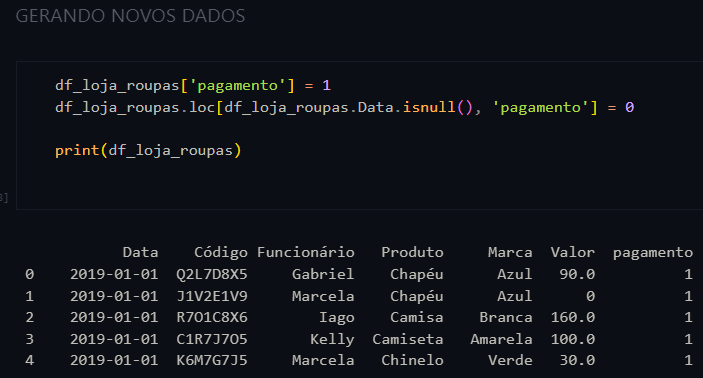 GERANDO NOVOS DADOS
df_loja_roupas['pagamento'] = 1
df_loja_roupas.loc[df_loja_roupas.Data.isnull(), 'pagamento'] = 0
print(df_loja_roupas)
Data Código Funcionário Produto Marca Valor pagamento
0 2019-01-01 Q2L7D8X5 Gabriel Chapéu Azul 90.0 1
1 2019-01-01 J1V2E1V9 Marcela Chapéu Azul 0 1
2 2019-01-01 R7O1C8X6 Iago Camisa Branca 160.0 1
3 2019-01-01 C1R7J7O5 Kelly Camiseta Amarela 100.0 1
4 2019-01-01 K6M7G7J5 Marcela Chinelo Verde 30.0 1